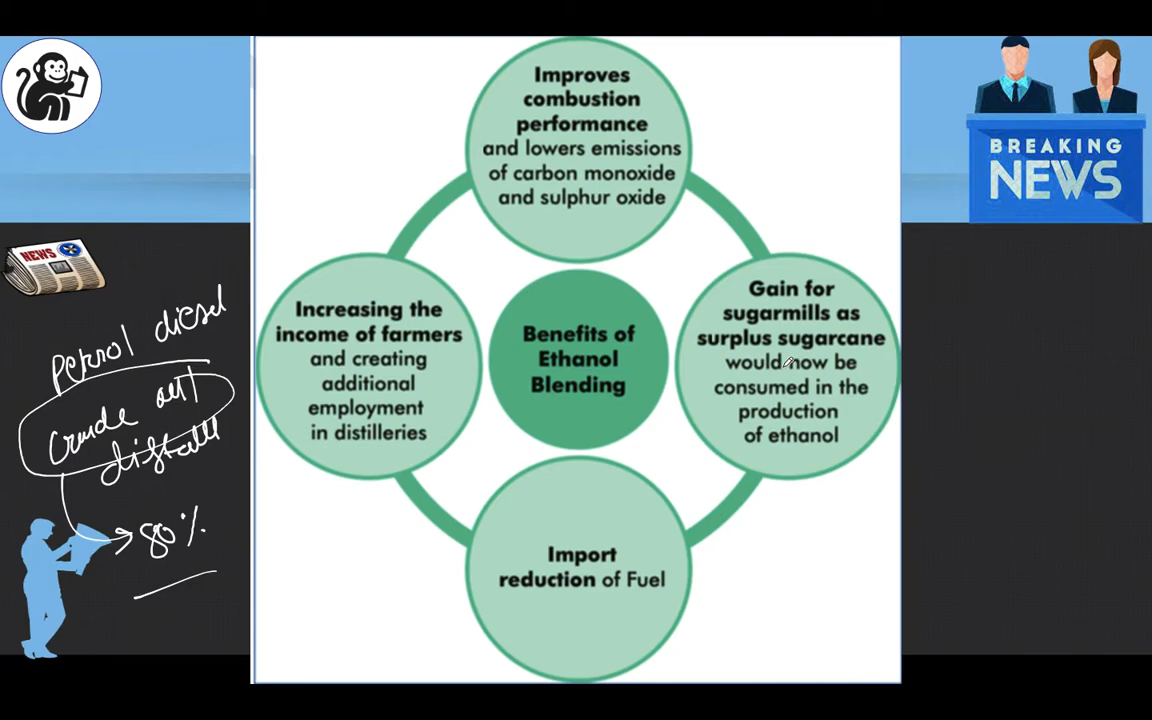 Improves
combustion
performance
and lowers emissions
of carbon monoxide
and sulphur oxide
BREAKING
NEWS
NEWS
petrol diesel
crude
80%
Increasing the
income of farmers
and creating
additional
employment
in distilleries
Benefits of
Ethanol
Blending
Gain for
sugarmills as
surplus sugarcane
would now be
consumed in the
production
of ethanol
Import
reduction of Fuel